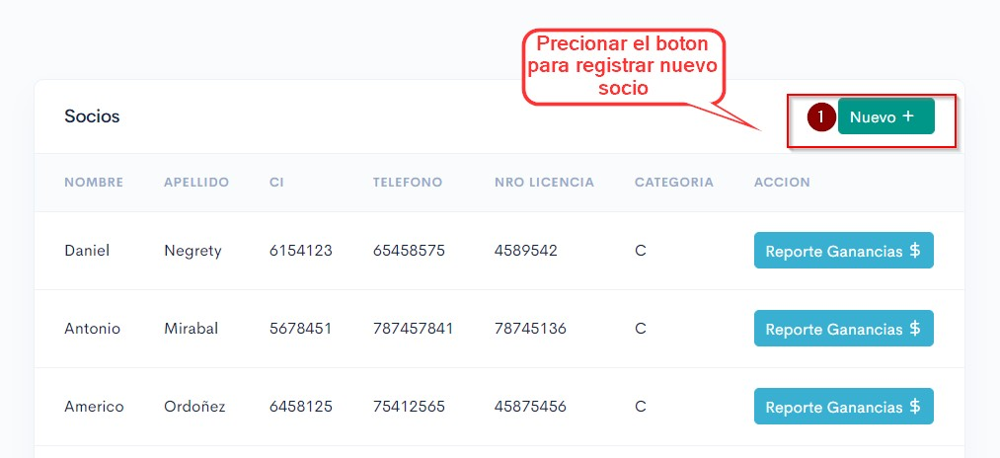 Precionar el boton
para registrar nuevo
socio
Socios
1 Nuevo +
NOMBRE APELLIDO CI TELEFONO NRO LICENCIA CATEGORIA ACCION
Daniel Negrety 6154123 65458575 4589542 C Reporte Ganancias $
Antonio Mirabal 5678451 787457841 78745136 C Reporte Ganancias $
Americo Ordoñez 6458125 75412565 45875456 C Reporte Ganancias $